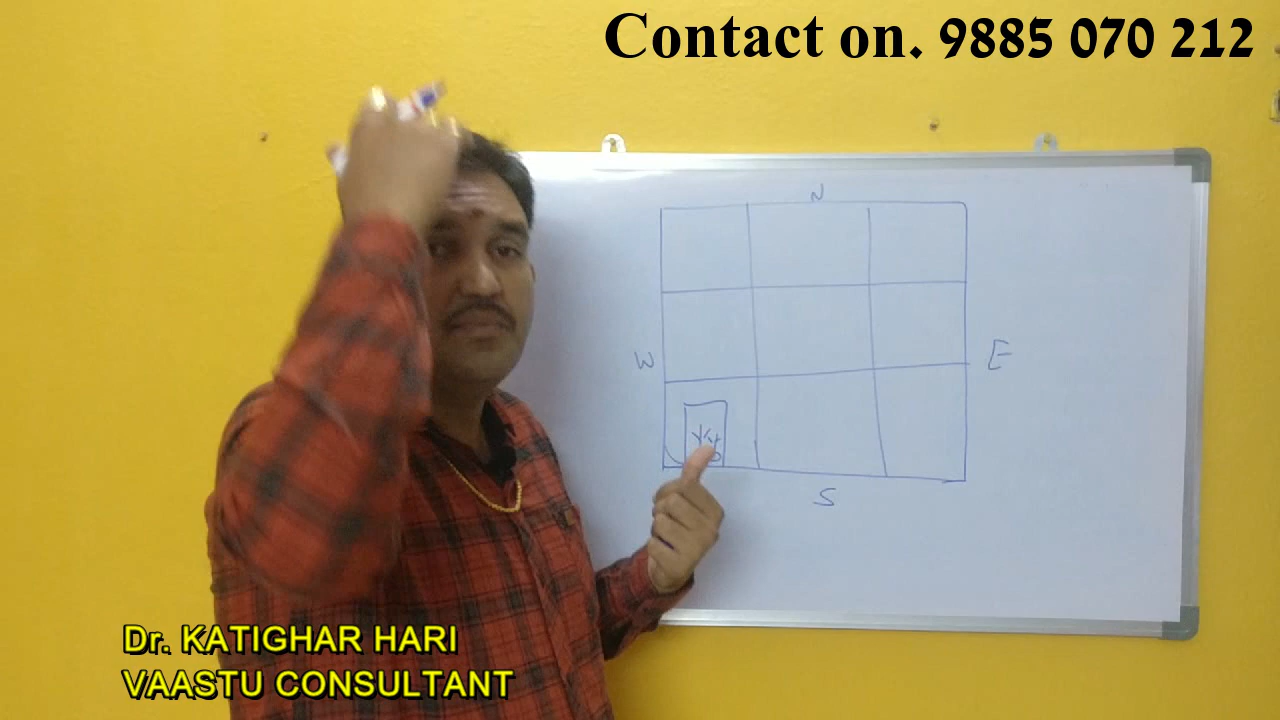 Contact on. 9885 070 212
N
W
E
S
Dr. KATIGHAR HARI
VAASTU CONSULTANT